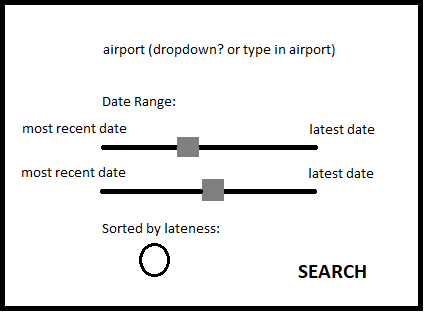 airport (dropdown? or type in airport)
Date Range:
most recent date latest date
most recent date latest date
Sorted by lateness:
SEARCH